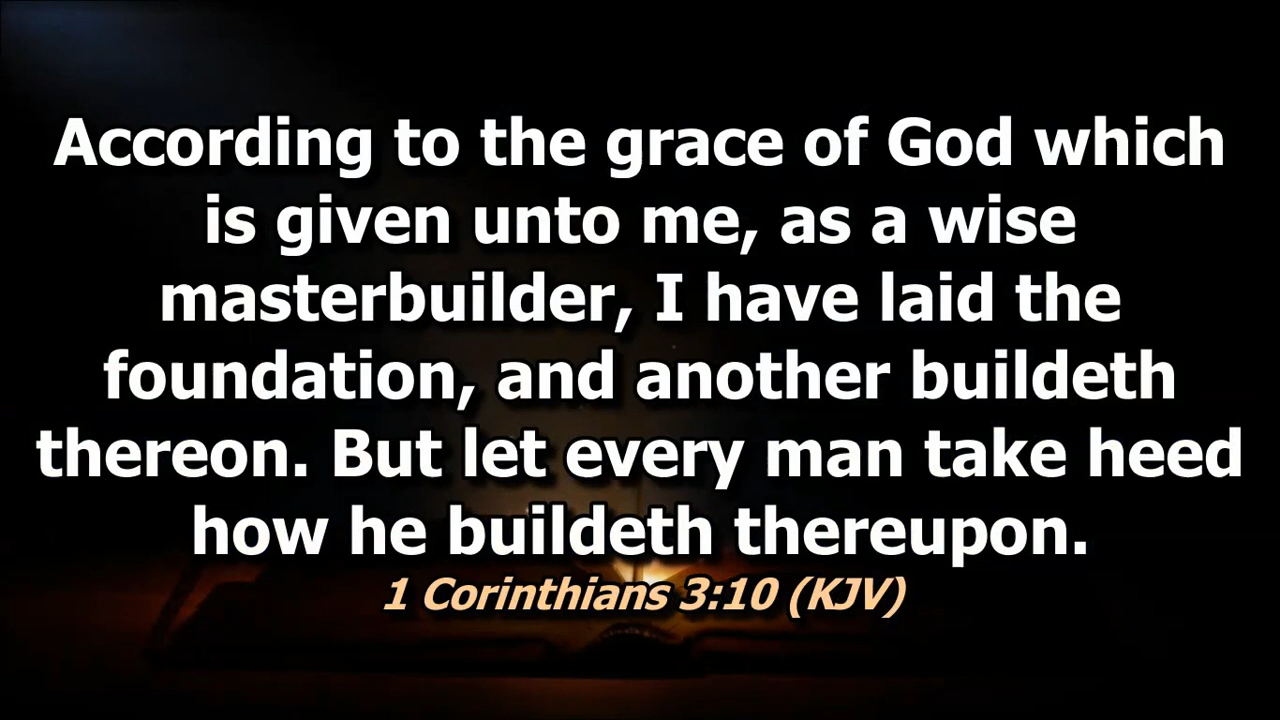 According to the grace of God which
is given unto me, as a wise
masterbuilder, I have laid the
foundation, and another buildeth
thereon. But let every man take heed
how he buildeth thereupon.
1 Corinthians 3:10 (KJV)